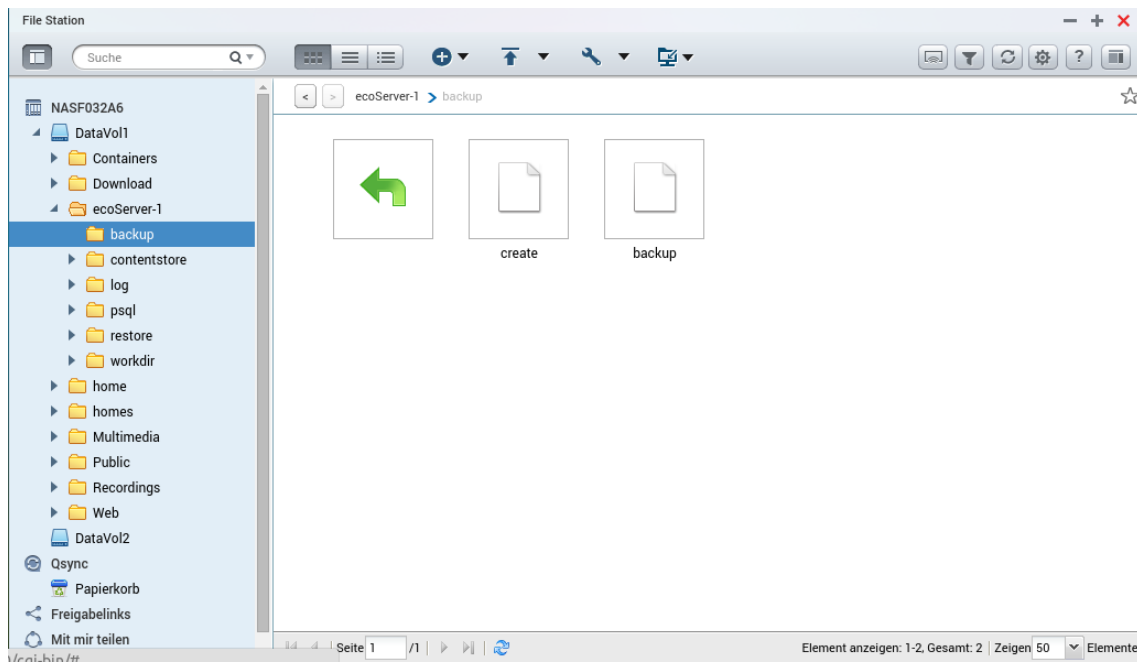 File Station
Suche
ecoServer-1 backup
NASF032A6
DataVol1
Containers
Download
ecoServer-1
backup
contentstore
log
psql
restore
workdir
home
homes
Multimedia
Public
Recordings
Web
DataVol2
Qsync
Papierkorb
Freigabelinks
Mit mir teilen
create
backup
Seite 1 /1
Element anzeigen: 1-2, Gesamt: 2 Zeigen 50 Elemente
/cgi-bin/#